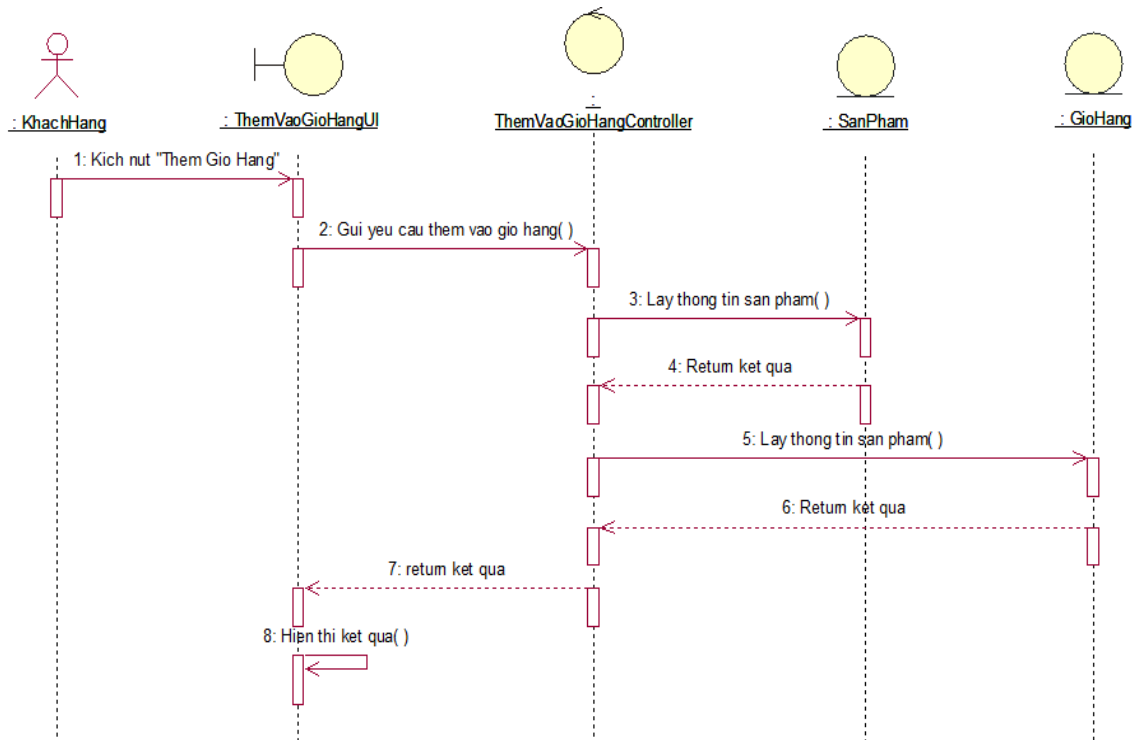 : KhachHang
: ThemVaoGioHangUI
:
ThemVaoGioHangController
: SanPham
: GioHang
1: Kich nut "Them Gio Hang"
2: Gui yeu cau them vao gio hang( )
3: Lay thong tin san pham( )
4: Return ket qua
5: Lay thong tin san pham( )
6: Return ket qua
7: return ket qua
8: Hien thi ket qua( )